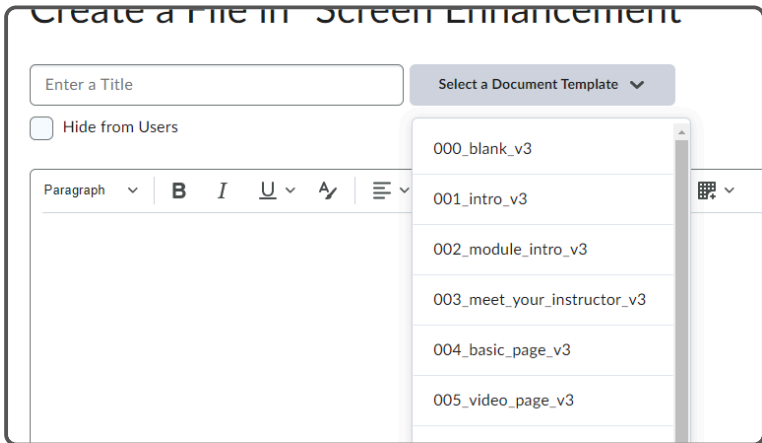 Create a File in "Screen Enhancement"
Enter a Title
Select a Document Template
Hide from Users
Paragraph
B I U A
000_blank_v3
001_intro_v3
002_module_intro_v3
003_meet_your_instructor_v3
004_basic_page_v3
005_video_page_v3